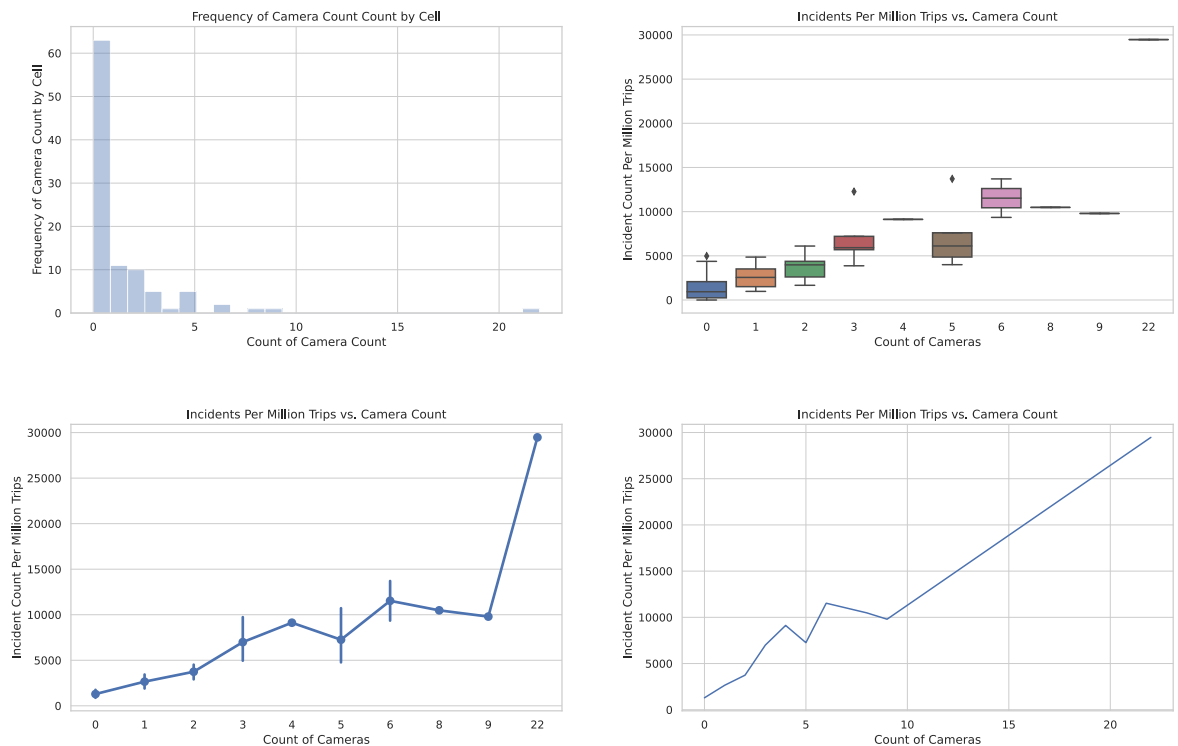 Frequency of Camera Count Count by Cell
Frequency of Camera Count by Cell
60
50
40
30
20
10
0
0 5 10 15 20
Count of Camera Count
Incidents Per Million Trips vs. Camera Count
Incident Count Per Million Trips
30000
25000
20000
15000
10000
5000
0
0 1 2 3 4 5 6 8 9 22
Count of Cameras
Incidents Per Million Trips vs. Camera Count
Incident Count Per Million Trips
30000
25000
20000
15000
10000
5000
0
0 1 2 3 4 5 6 8 9 22
Count of Cameras
Incidents Per Million Trips vs. Camera Count
Incident Count Per Million Trips
30000
25000
20000
15000
10000
5000
0
0 5 10 15 20
Count of Cameras